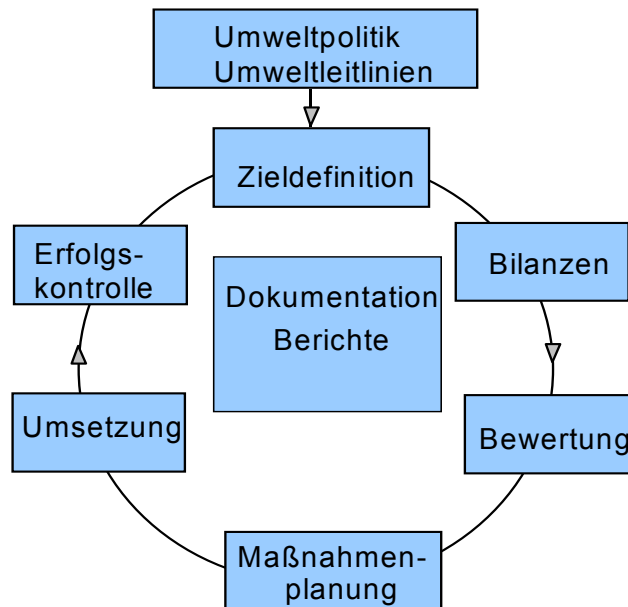 Umweltpolitik
Umweltleitlinien
Zieldefinition
Erfolgs-
kontrolle
Bilanzen
Dokumentation
Berichte
Umsetzung
Bewertung
Maßnahmen-
planung